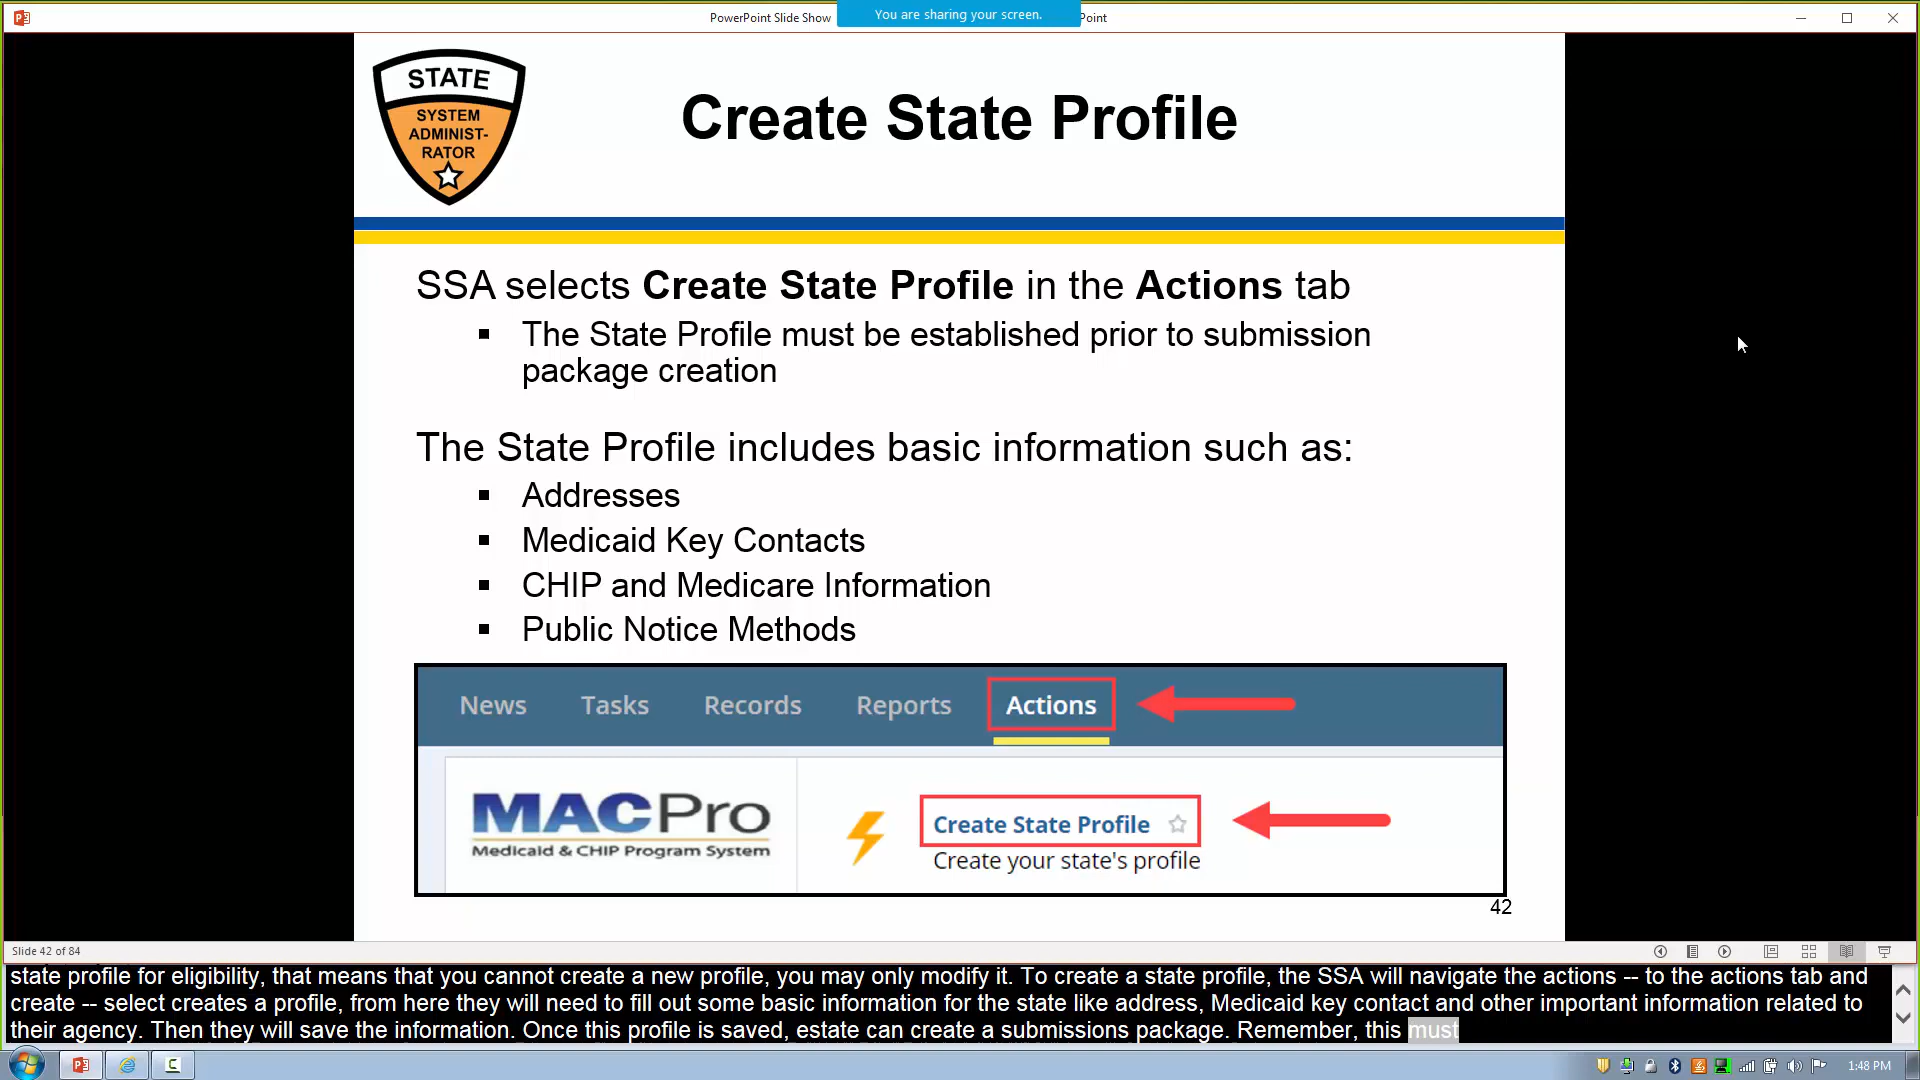 PowerPoint Slide Show
You are sharing your screen.
Point
STATE
SYSTEM
ADMINIST-
RATOR
Create State Profile
SSA selects Create State Profile in the Actions tab
▪ The State Profile must be established prior to submission
package creation
The State Profile includes basic information such as:
▪ Addresses
▪ Medicaid Key Contacts
▪ CHIP and Medicare Information
▪ Public Notice Methods
News Tasks Records Reports Actions
MACPro
Medicaid & CHIP Program System
Create State Profile
Create your state's profile
42
Slide 42 of 84
state profile for eligibility, that means that you cannot create a new profile, you may only modify it. To create a state profile, the SSA will navigate the actions -- to the actions tab and
create -- select creates a profile, from here they will need to fill out some basic information for the state like address, Medicaid key contact and other important information related to
their agency. Then they will save the information. Once this profile is saved, estate can create a submissions package. Remember, this must
1:48 PM